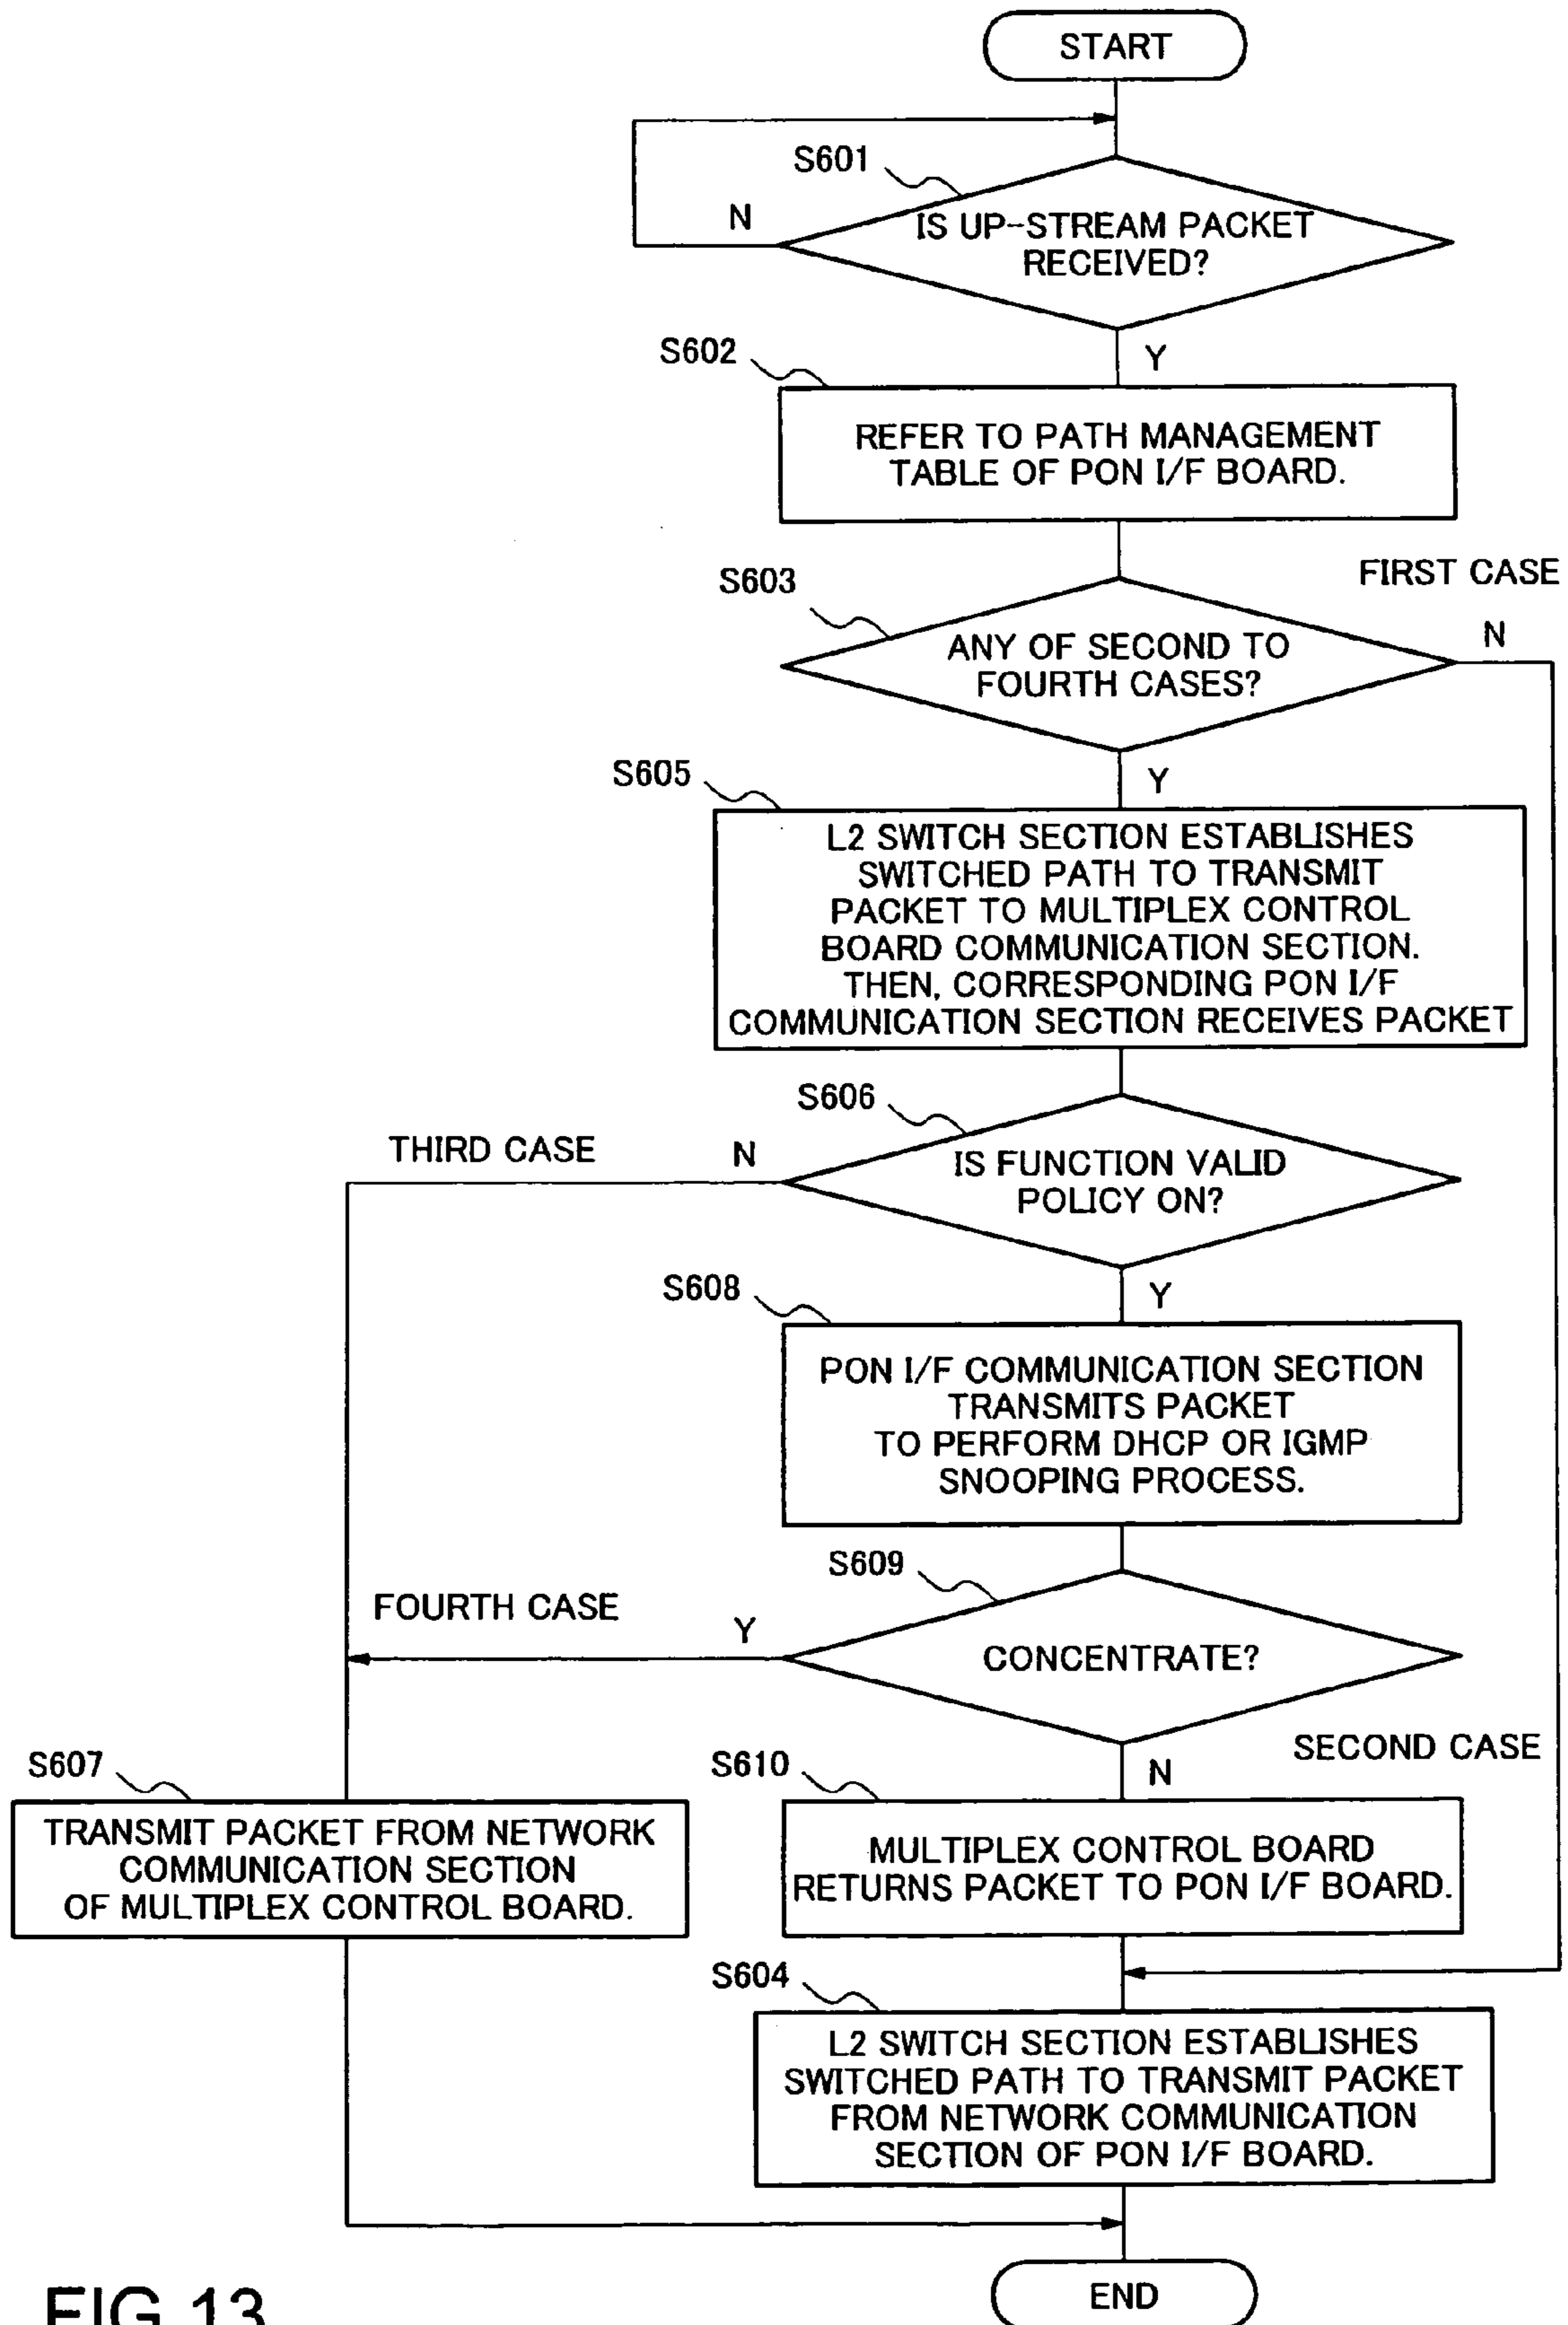 START
S601
N
IS UP-STREAM PACKET
RECEIVED?
Y
S602
REFER TO PATH MANAGEMENT
TABLE OF PON I/F BOARD.
S603
FIRST CASE
N
ANY OF SECOND TO
FOURTH CASES?
Y
S605
L2 SWITCH SECTION ESTABLISHES
SWITCHED PATH TO TRANSMIT
PACKET TO MULTIPLEX CONTROL
BOARD COMMUNICATION SECTION.
THEN, CORRESPONDING PON I/F
COMMUNICATION SECTION RECEIVES PACKET
S606
THIRD CASE
N
IS FUNCTION VALID
POLICY ON?
Y
S608
PON I/F COMMUNICATION SECTION
TRANSMITS PACKET
TO PERFORM DHCP OR IGMP
SNOOPING PROCESS.
S609
FOURTH CASE
Y
CONCENTRATE?
SECOND CASE
N
S607
TRANSMIT PACKET FROM NETWORK
COMMUNICATION SECTION
OF MULTIPLEX CONTROL BOARD.
S610
MULTIPLEX CONTROL BOARD
RETURNS PACKET TO PON I/F BOARD.
S604
L2 SWITCH SECTION ESTABLISHES
SWITCHED PATH TO TRANSMIT PACKET
FROM NETWORK COMMUNICATION
SECTION OF PON I/F BOARD.
END
FIG.13